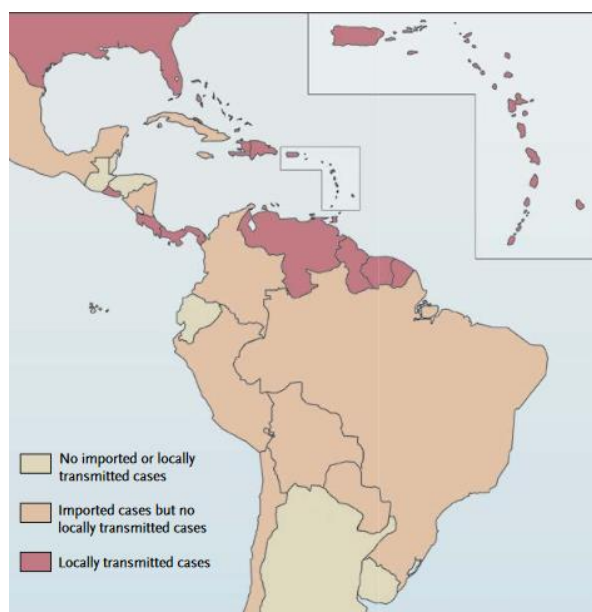 No imported or locally
transmitted cases
Imported cases but no
locally transmitted cases
Locally transmitted cases